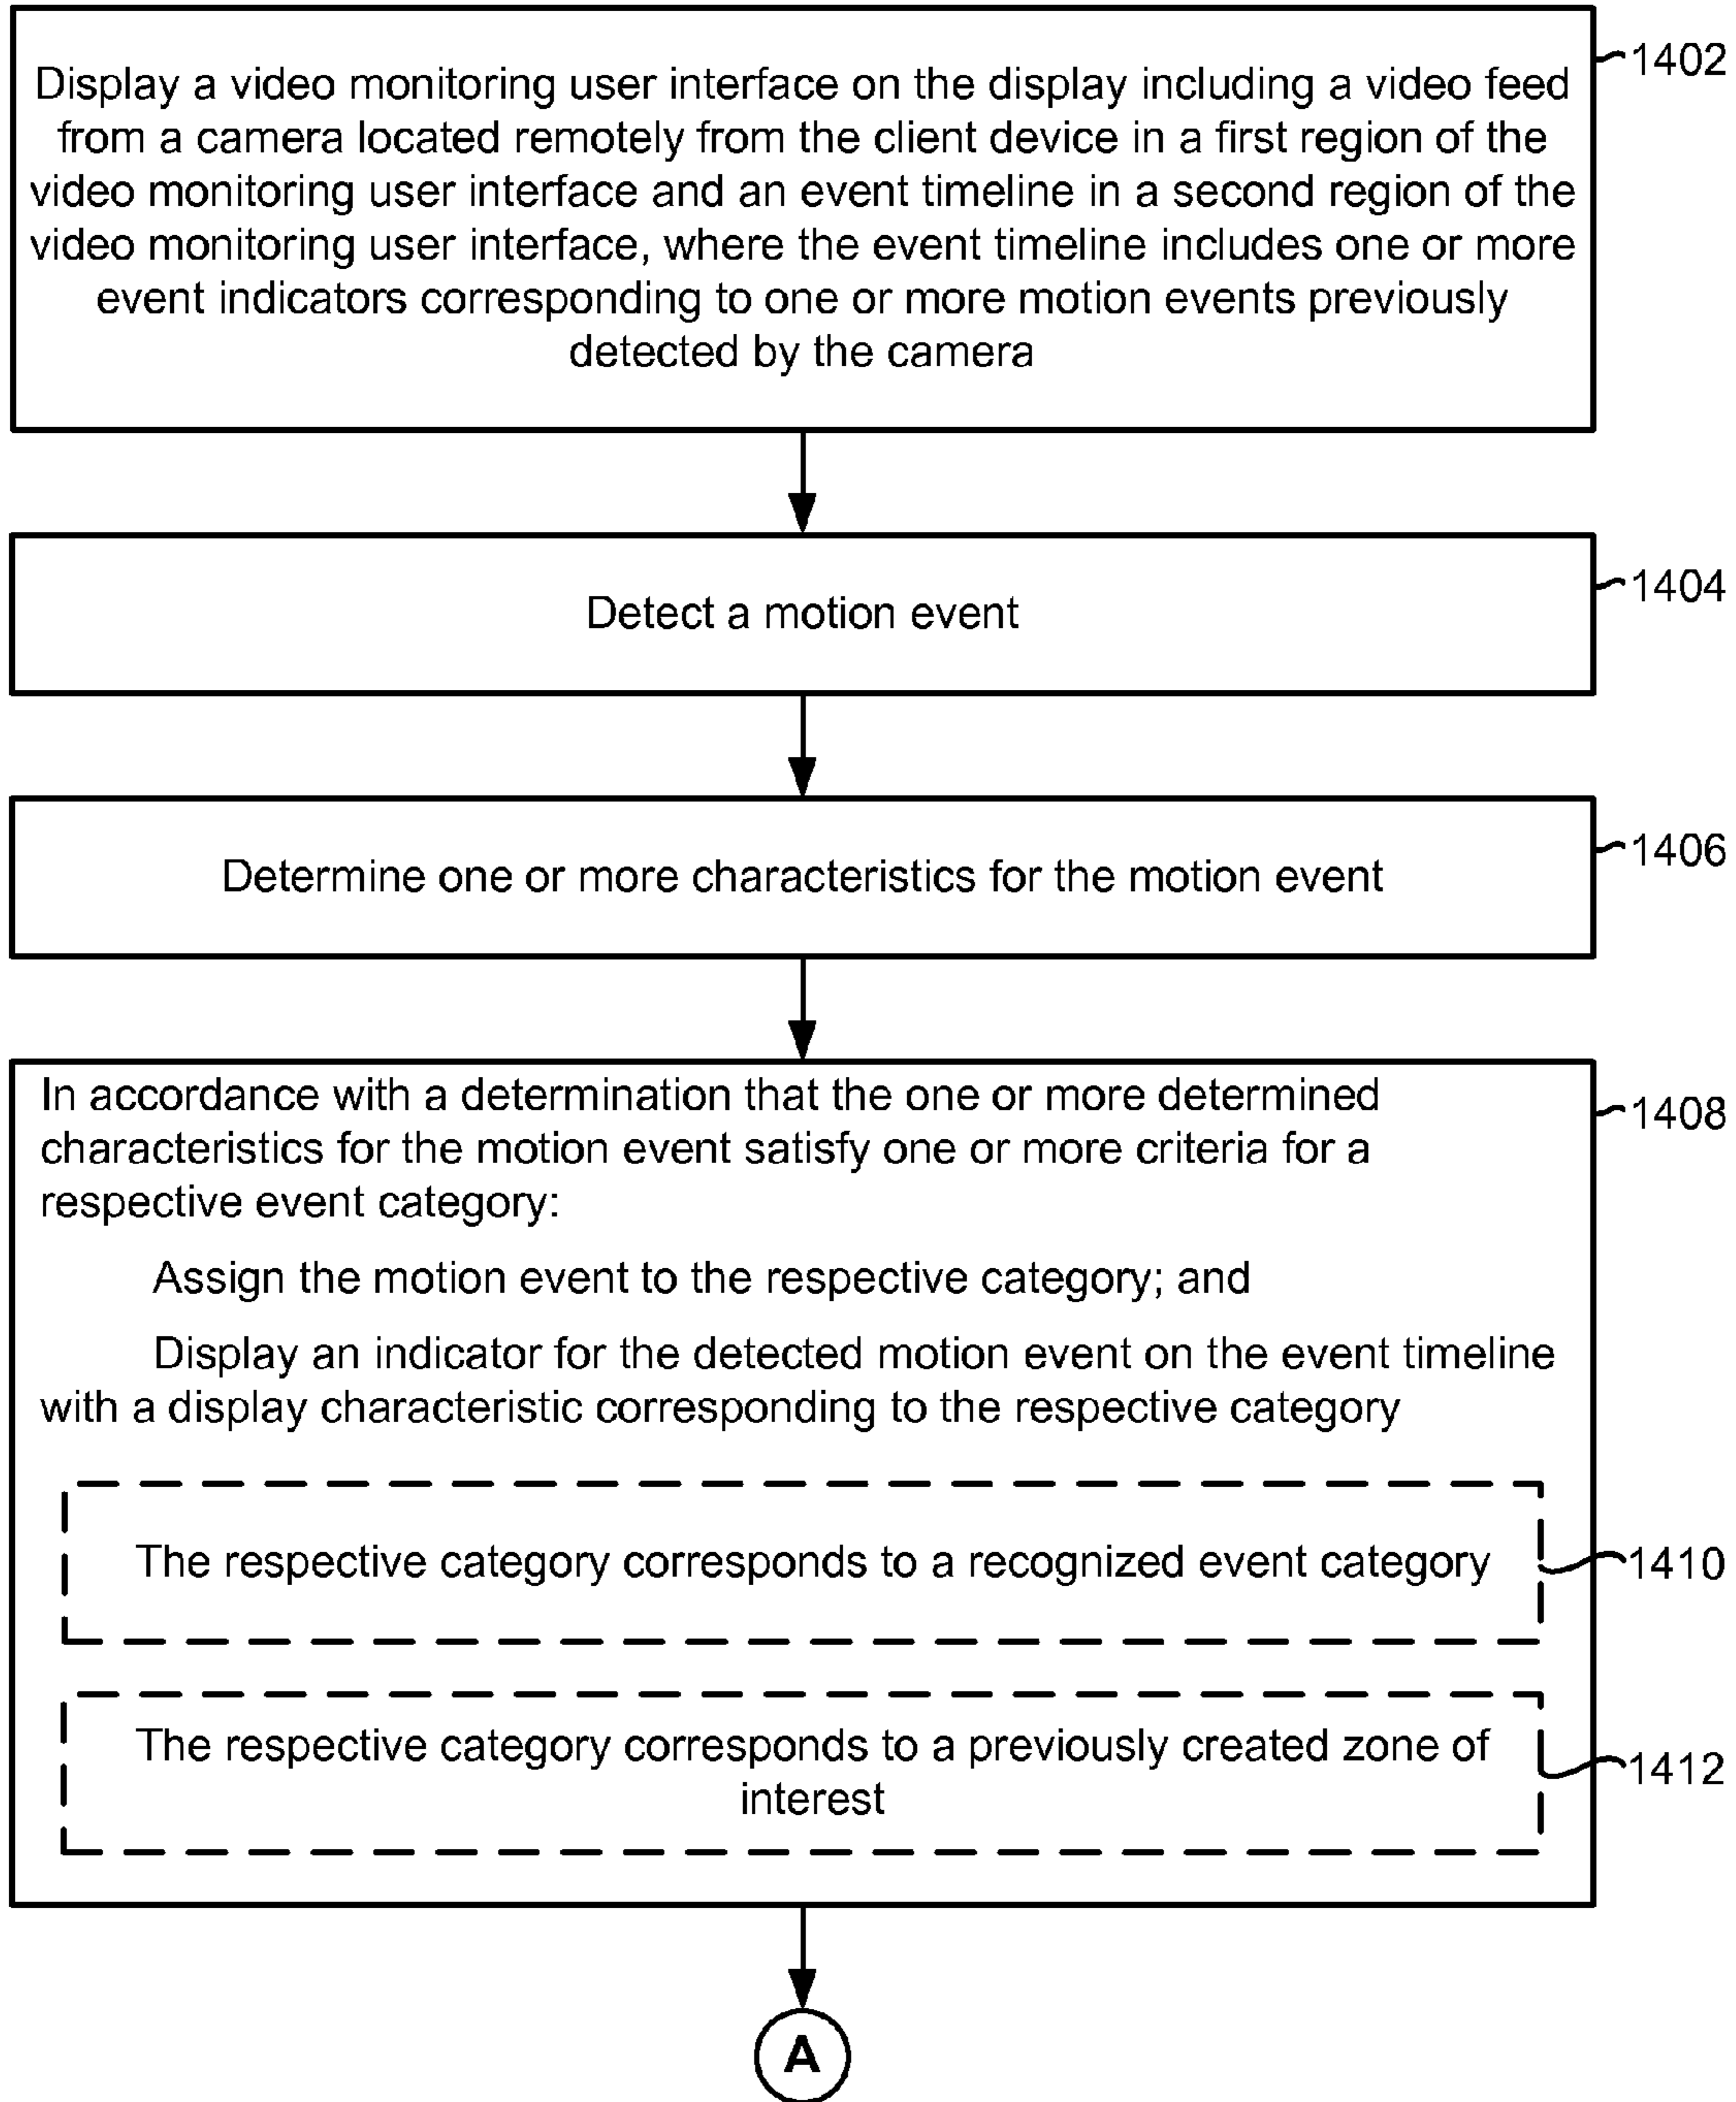 Display a video monitoring user interface on the display including a video feed
from a camera located remotely from the client device in a first region of the
video monitoring user interface and an event timeline in a second region of the
video monitoring user interface, where the event timeline includes one or more
event indicators corresponding to one or more motion events previously
detected by the camera
1402
Detect a motion event
1404
Determine one or more characteristics for the motion event
1406
In accordance with a determination that the one or more determined
characteristics for the motion event satisfy one or more criteria for a
respective event category:
Assign the motion event to the respective category; and
Display an indicator for the detected motion event on the event timeline
with a display characteristic corresponding to the respective category
1408
The respective category corresponds to a recognized event category
1410
The respective category corresponds to a previously created zone of
interest
1412
A